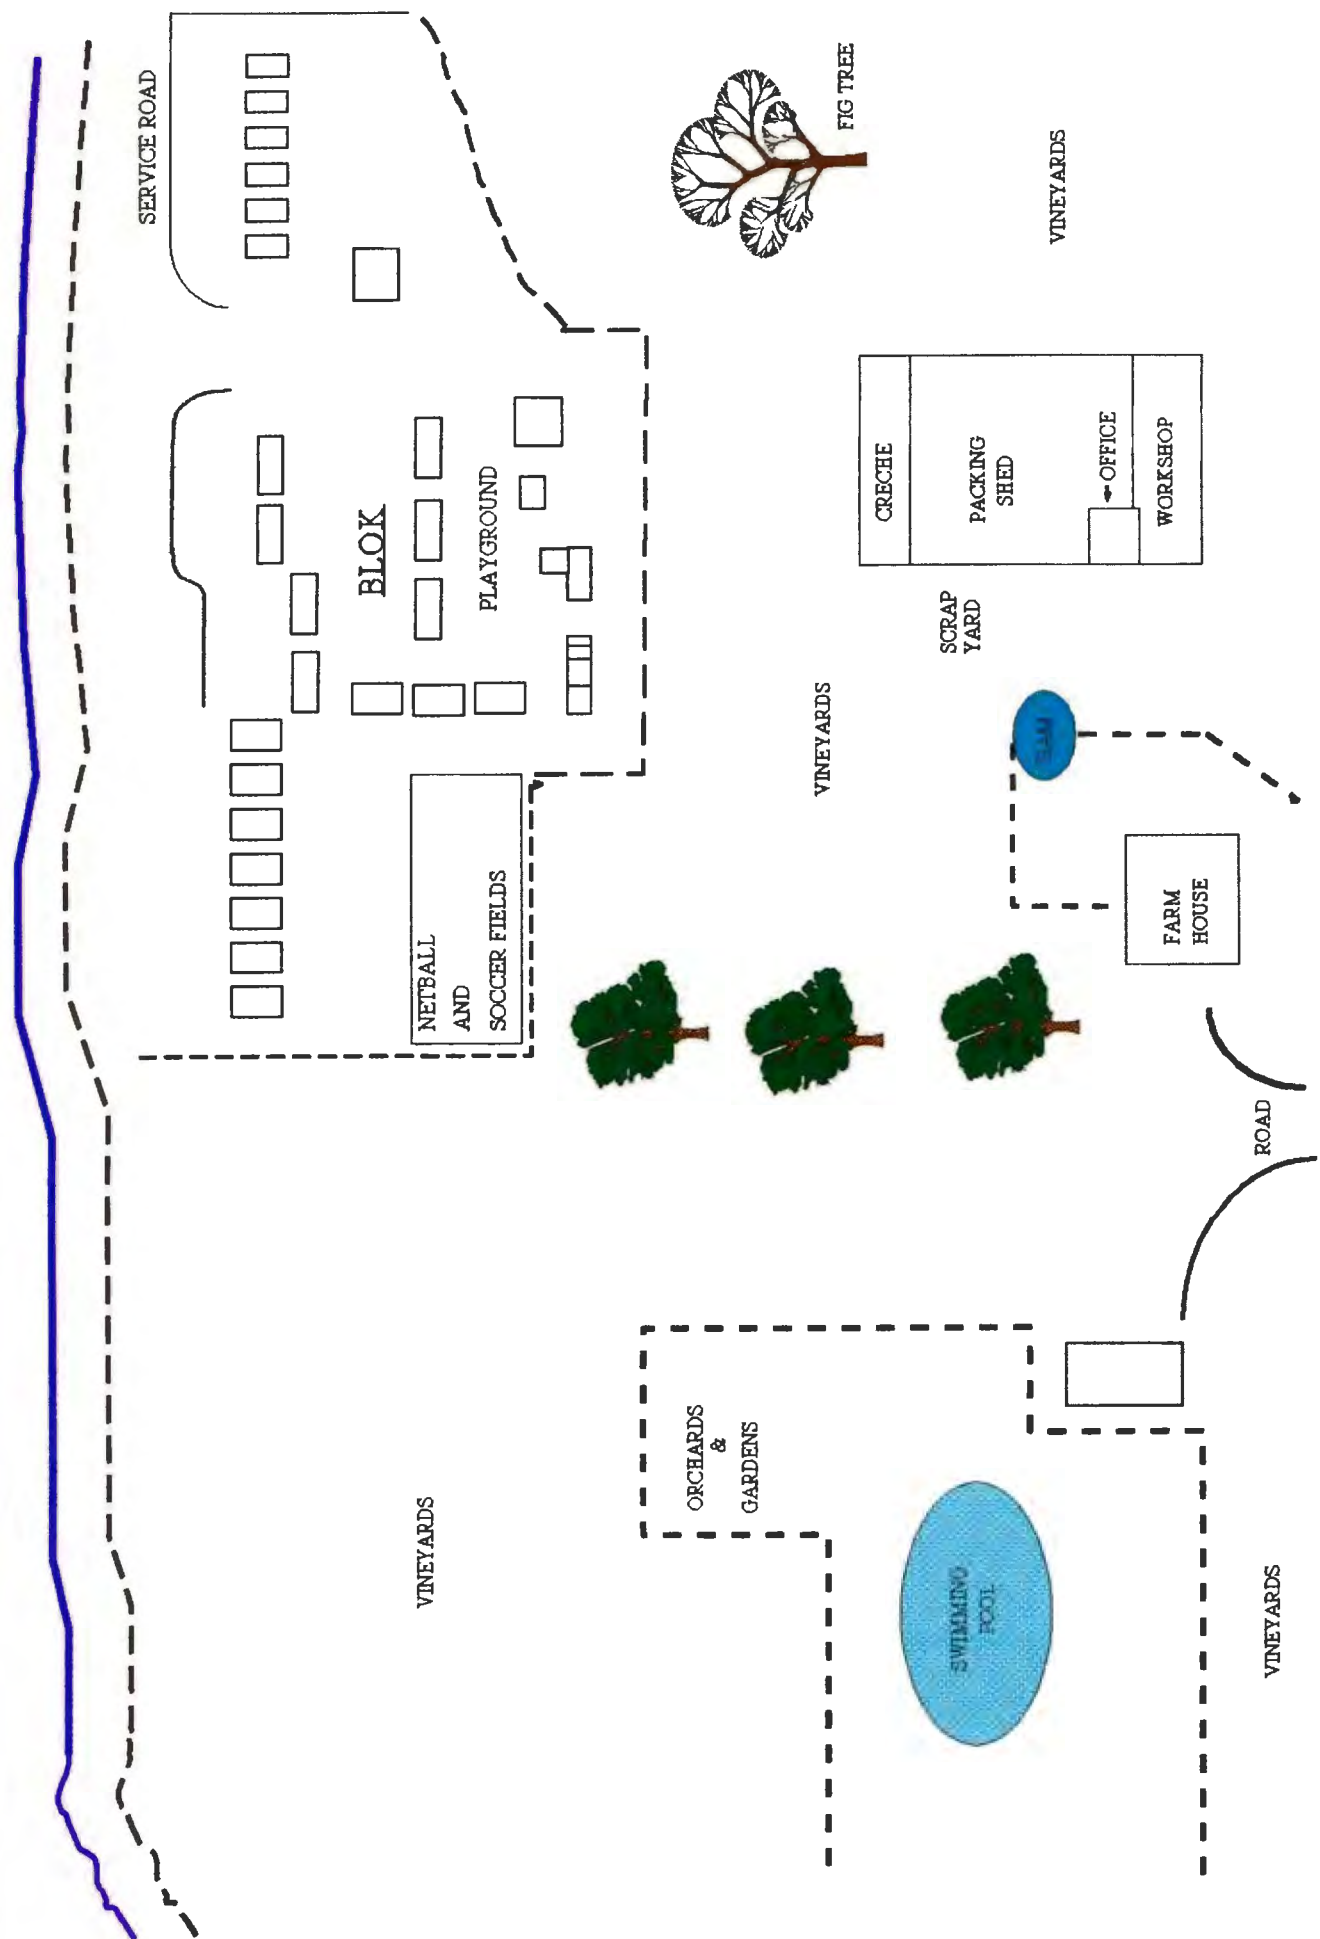 SERVICE ROAD
BLOK
VINEYARDS
NETBALL
AND
SOCCER FIELDS
PLAYGROUND
ORCHARDS
&
GARDENS
VINEYARDS
FIG TREE
CRECHE
SWIMMING
POOL
SCRAP
YARD
PACKING
SHED
VINEYARDS
OFFICE
WORKSHOP
FARM
HOUSE
VINEYARDS
ROAD